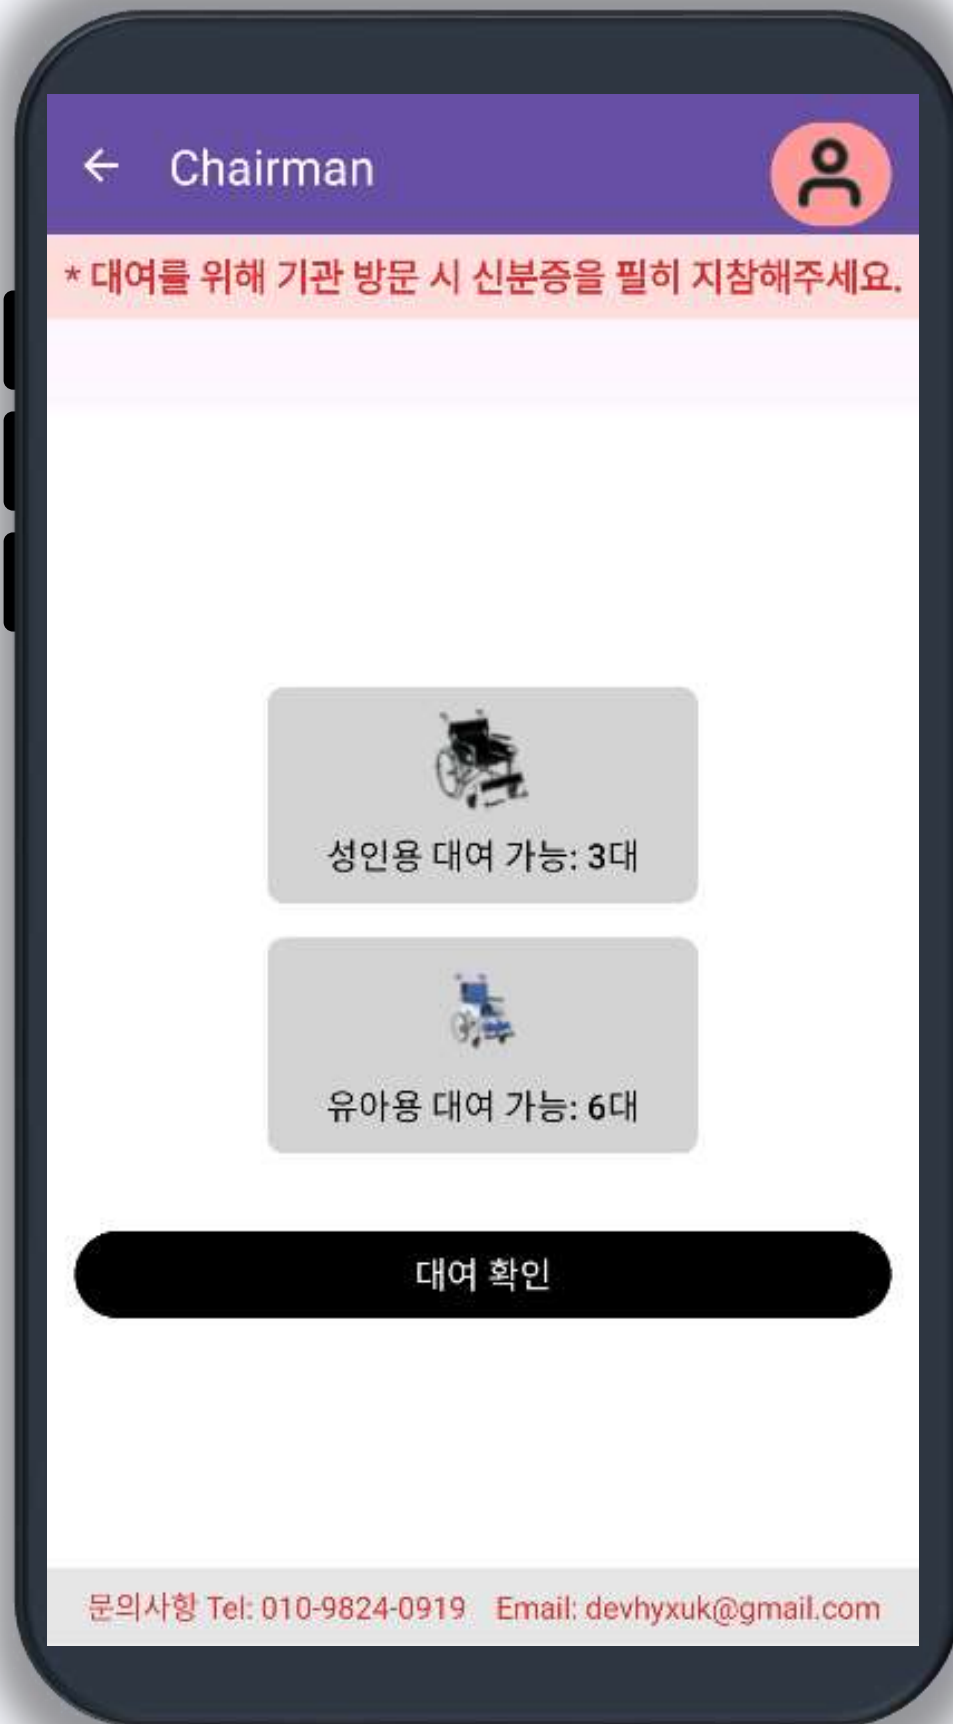 Chairman
* 대여를 위해 기관 방문 시 신분증을 필히 지참해주세요.
성인용 대여 가능: 3대
유아용 대여 가능: 6대
대여 확인
문의사항 Tel: 010-9824-0919 Email: devhyxuk@gmail.com